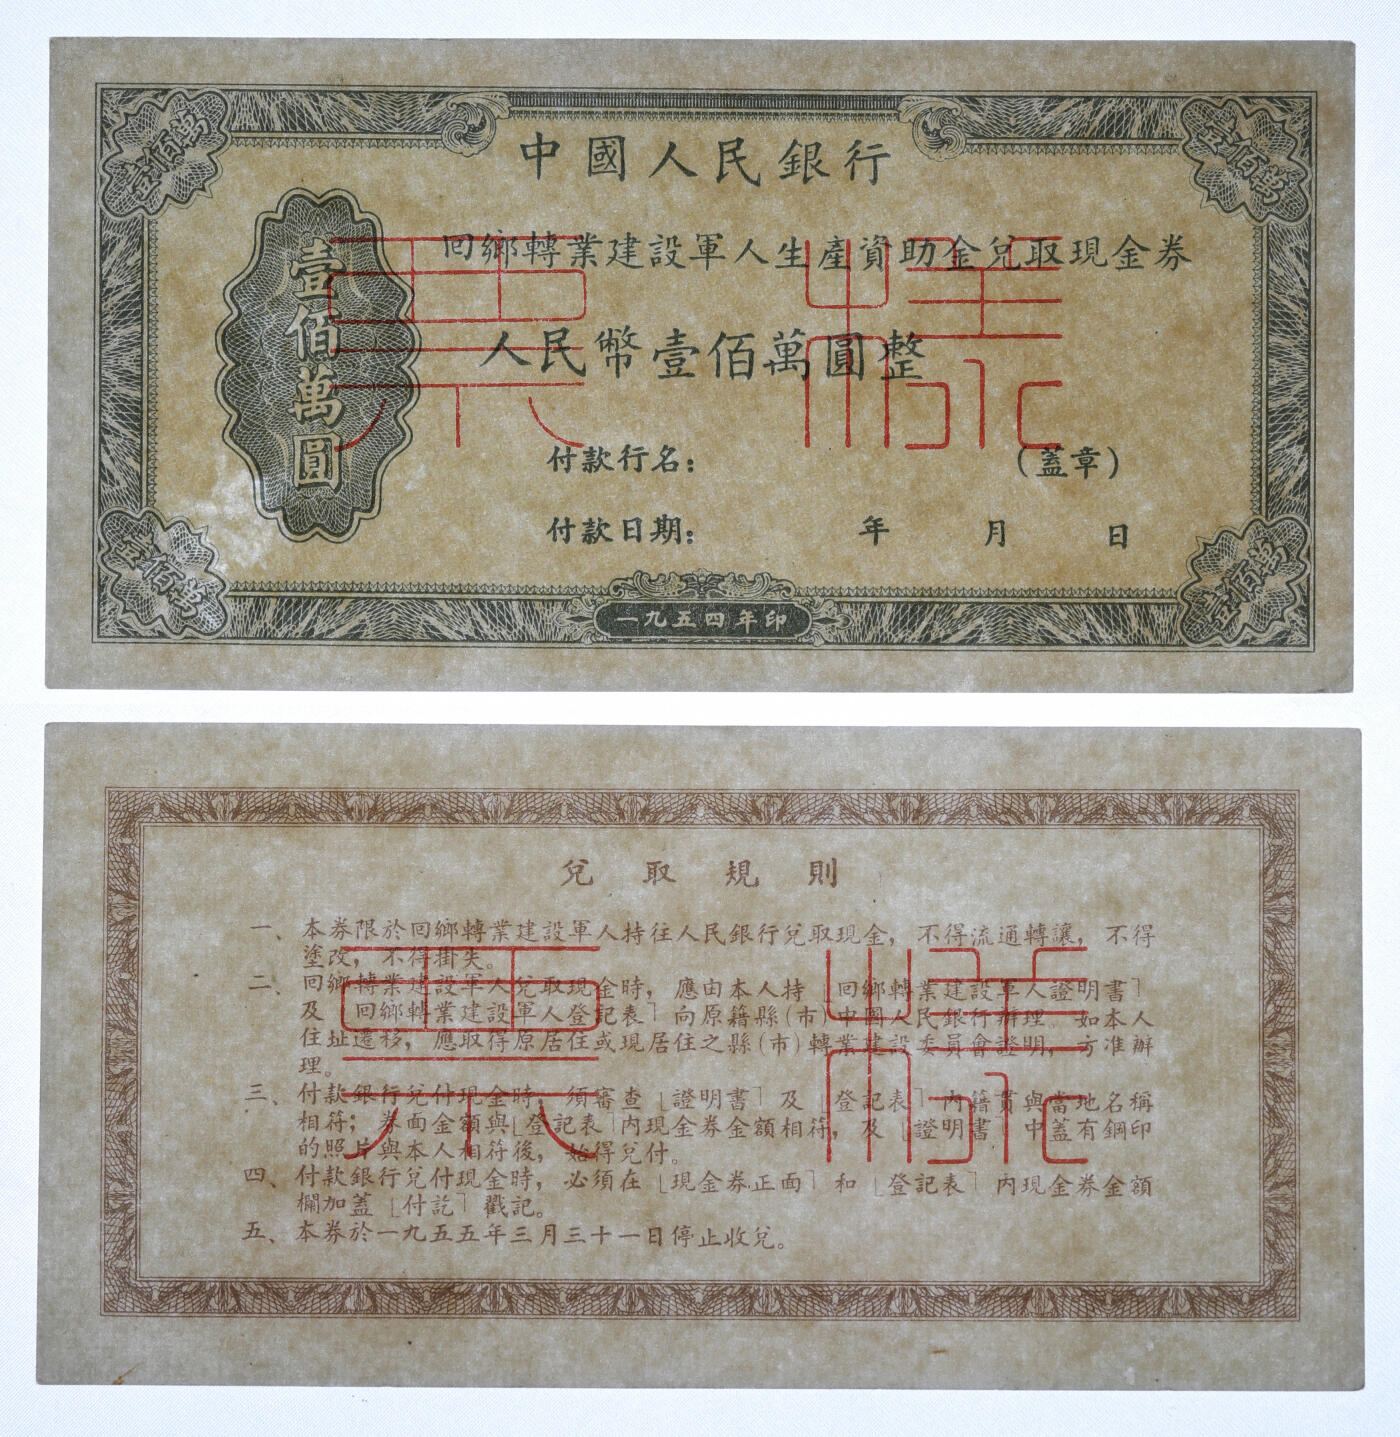 中國人民銀行
回鄉轉業建設軍人生產資助金兌取現金券
人民幣壹佰萬圓整
付款行名：　（蓋章）
付款日期：　年　月　日
一九五四年印
壹佰萬圓
壹佰萬
壹佰萬
壹佰萬
壹佰萬
票樣
兌取規則
一、本券限於回鄉轉業建設軍人持往人民銀行兌取現金，不得流通轉讓，不得
塗改，不得掛失。
二、回鄉轉業建設軍人兌取現金時，應由本人持「回鄉轉業建設軍人證明書」
及「回鄉轉業建設軍人登記表」向原籍縣（市）中國人民銀行辦理。如本人
住址遷移，應取得原居住或現居住之縣（市）轉業建設委員會證明，方准辦
理。
三、付款銀行兌付現金時，須審查「證明書」及「登記表」內籍貫與當地名稱
相符；券面金額與「登記表」內現金券金額相符，及「證明書」中蓋有鋼印
的照片與本人相符後，始得兌付。
四、付款銀行兌付現金時，必須在「現金券正面」和「登記表」內現金券金額
欄加蓋「付訖」戳記。
五、本券於一九五五年三月三十一日停止收兌。
票樣